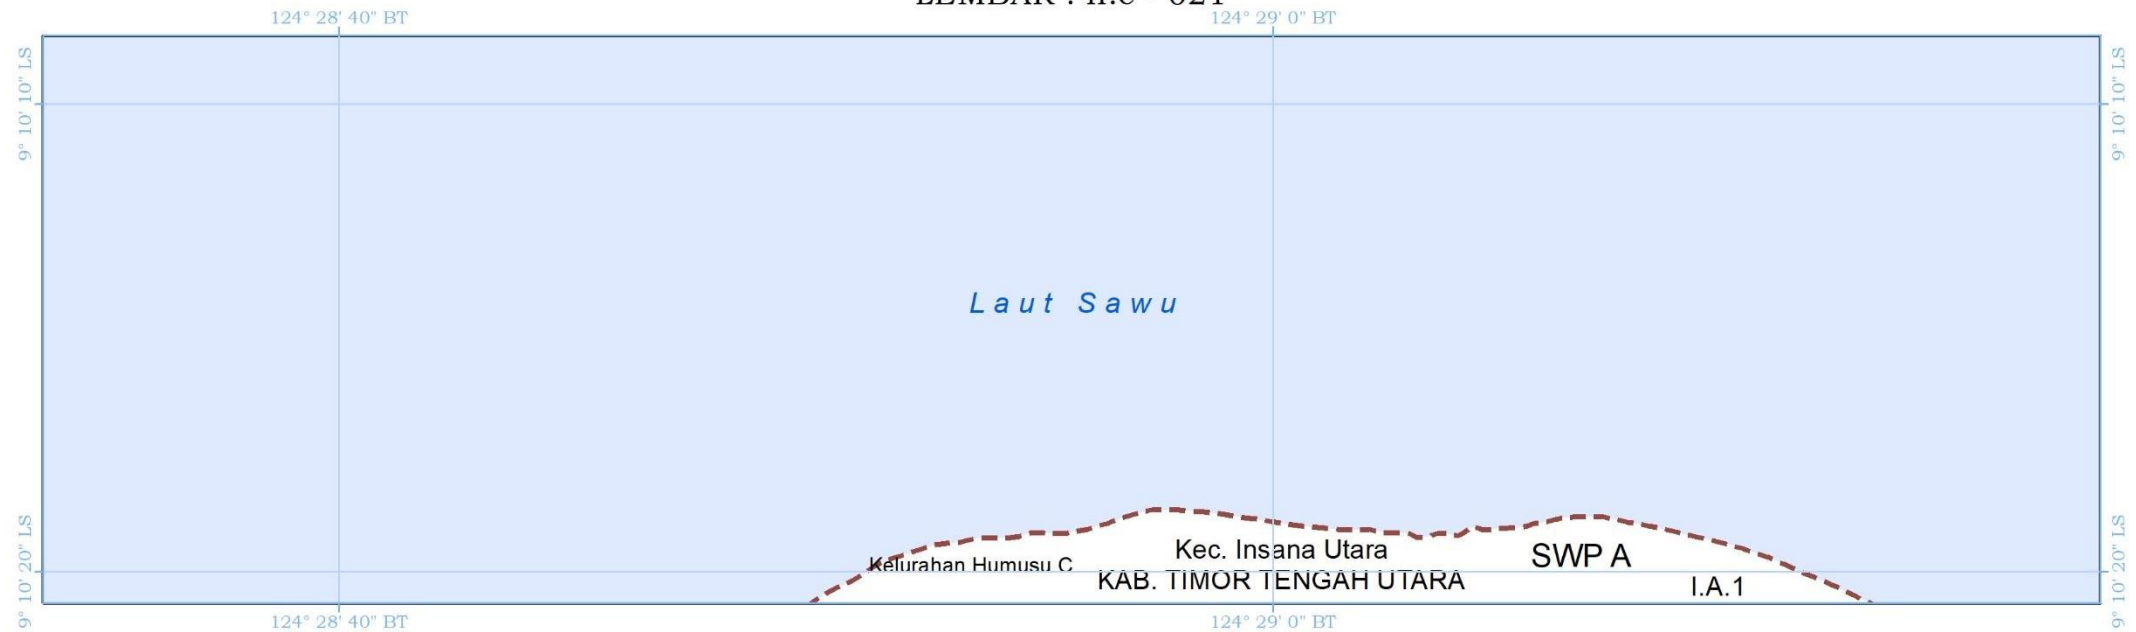 124° 28' 40" BT
124° 29' 0" BT
9° 10' 10" LS
9° 10' 10" LS
Laut Sawu
Kec. Insana Utara
SWP A
Kelurahan Humusu C
KAB. TIMOR TENGAH UTARA
I.A.1
9° 10' 20" LS
9° 10' 20" LS
124° 28' 40" BT
124° 29' 0" BT